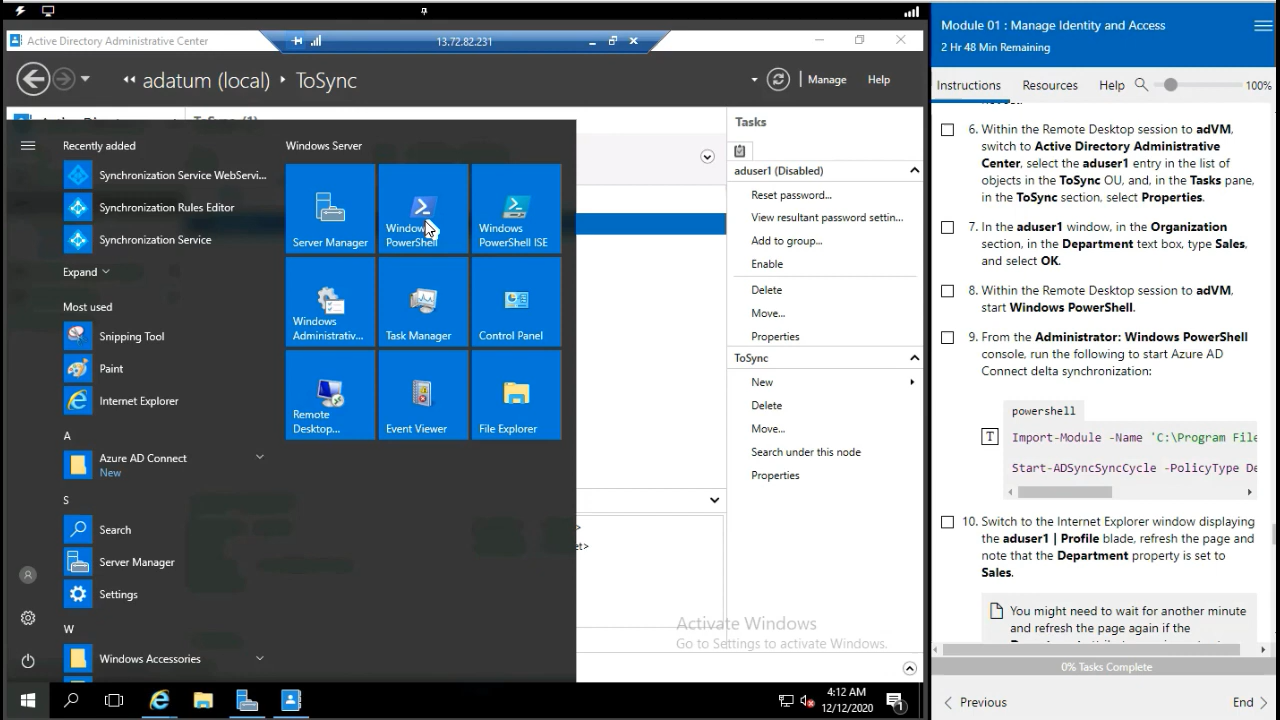 Active Directory Administrative Center
13.72.82.231
adatum (local)
ToSync
Manage
Help
Recently added
Synchronization Service WebServi...
Synchronization Rules Editor
Synchronization Service
Expand
Most used
Snipping Tool
Paint
Internet Explorer
A
Azure AD Connect
New
S
Search
Server Manager
Settings
W
Windows Accessories
Windows Server
Server Manager
Windows PowerShell
Windows PowerShell ISE
Windows Administrativ...
Task Manager
Control Panel
Remote Desktop...
Event Viewer
File Explorer
Tasks
aduser1 (Disabled)
Reset password...
View resultant password settin...
Add to group...
Enable
Delete
Move...
Properties
ToSync
New
Delete
Move...
Search under this node
Properties
Activate Windows
Go to Settings to activate Windows.
4:12 AM
12/12/2020
1
Module 01 : Manage Identity and Access
2 Hr 48 Min Remaining
Instructions
Resources
Help
100%
6. Within the Remote Desktop session to adVM,
switch to Active Directory Administrative
Center, select the aduser1 entry in the list of
objects in the ToSync OU, and, in the Tasks pane,
in the ToSync section, select Properties.
7. In the aduser1 window, in the Organization
section, in the Department text box, type Sales,
and select OK.
8. Within the Remote Desktop session to adVM,
start Windows PowerShell.
9. From the Administrator: Windows PowerShell
console, run the following to start Azure AD
Connect delta synchronization:
powershell
T
Import-Module -Name 'C:\Program File
Start-ADSyncSyncCycle -PolicyType De
10. Switch to the Internet Explorer window displaying
the aduser1 | Profile blade, refresh the page and
note that the Department property is set to
Sales.
You might need to wait for another minute
and refresh the page again if the
0% Tasks Complete
Previous
End